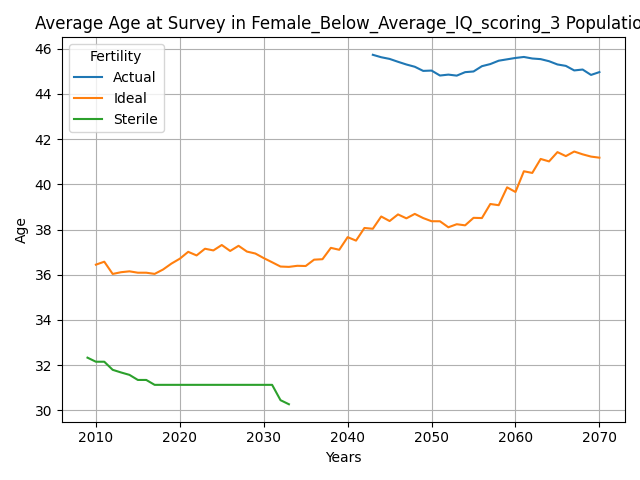 Average Age at Survey in Female_Below_Average_IQ_scoring_3 Populatio
Fertility
Actual
Ideal
Sterile
46
44
42
40
38
36
34
32
30
Age
2010 2020 2030 2040 2050 2060 2070
Years